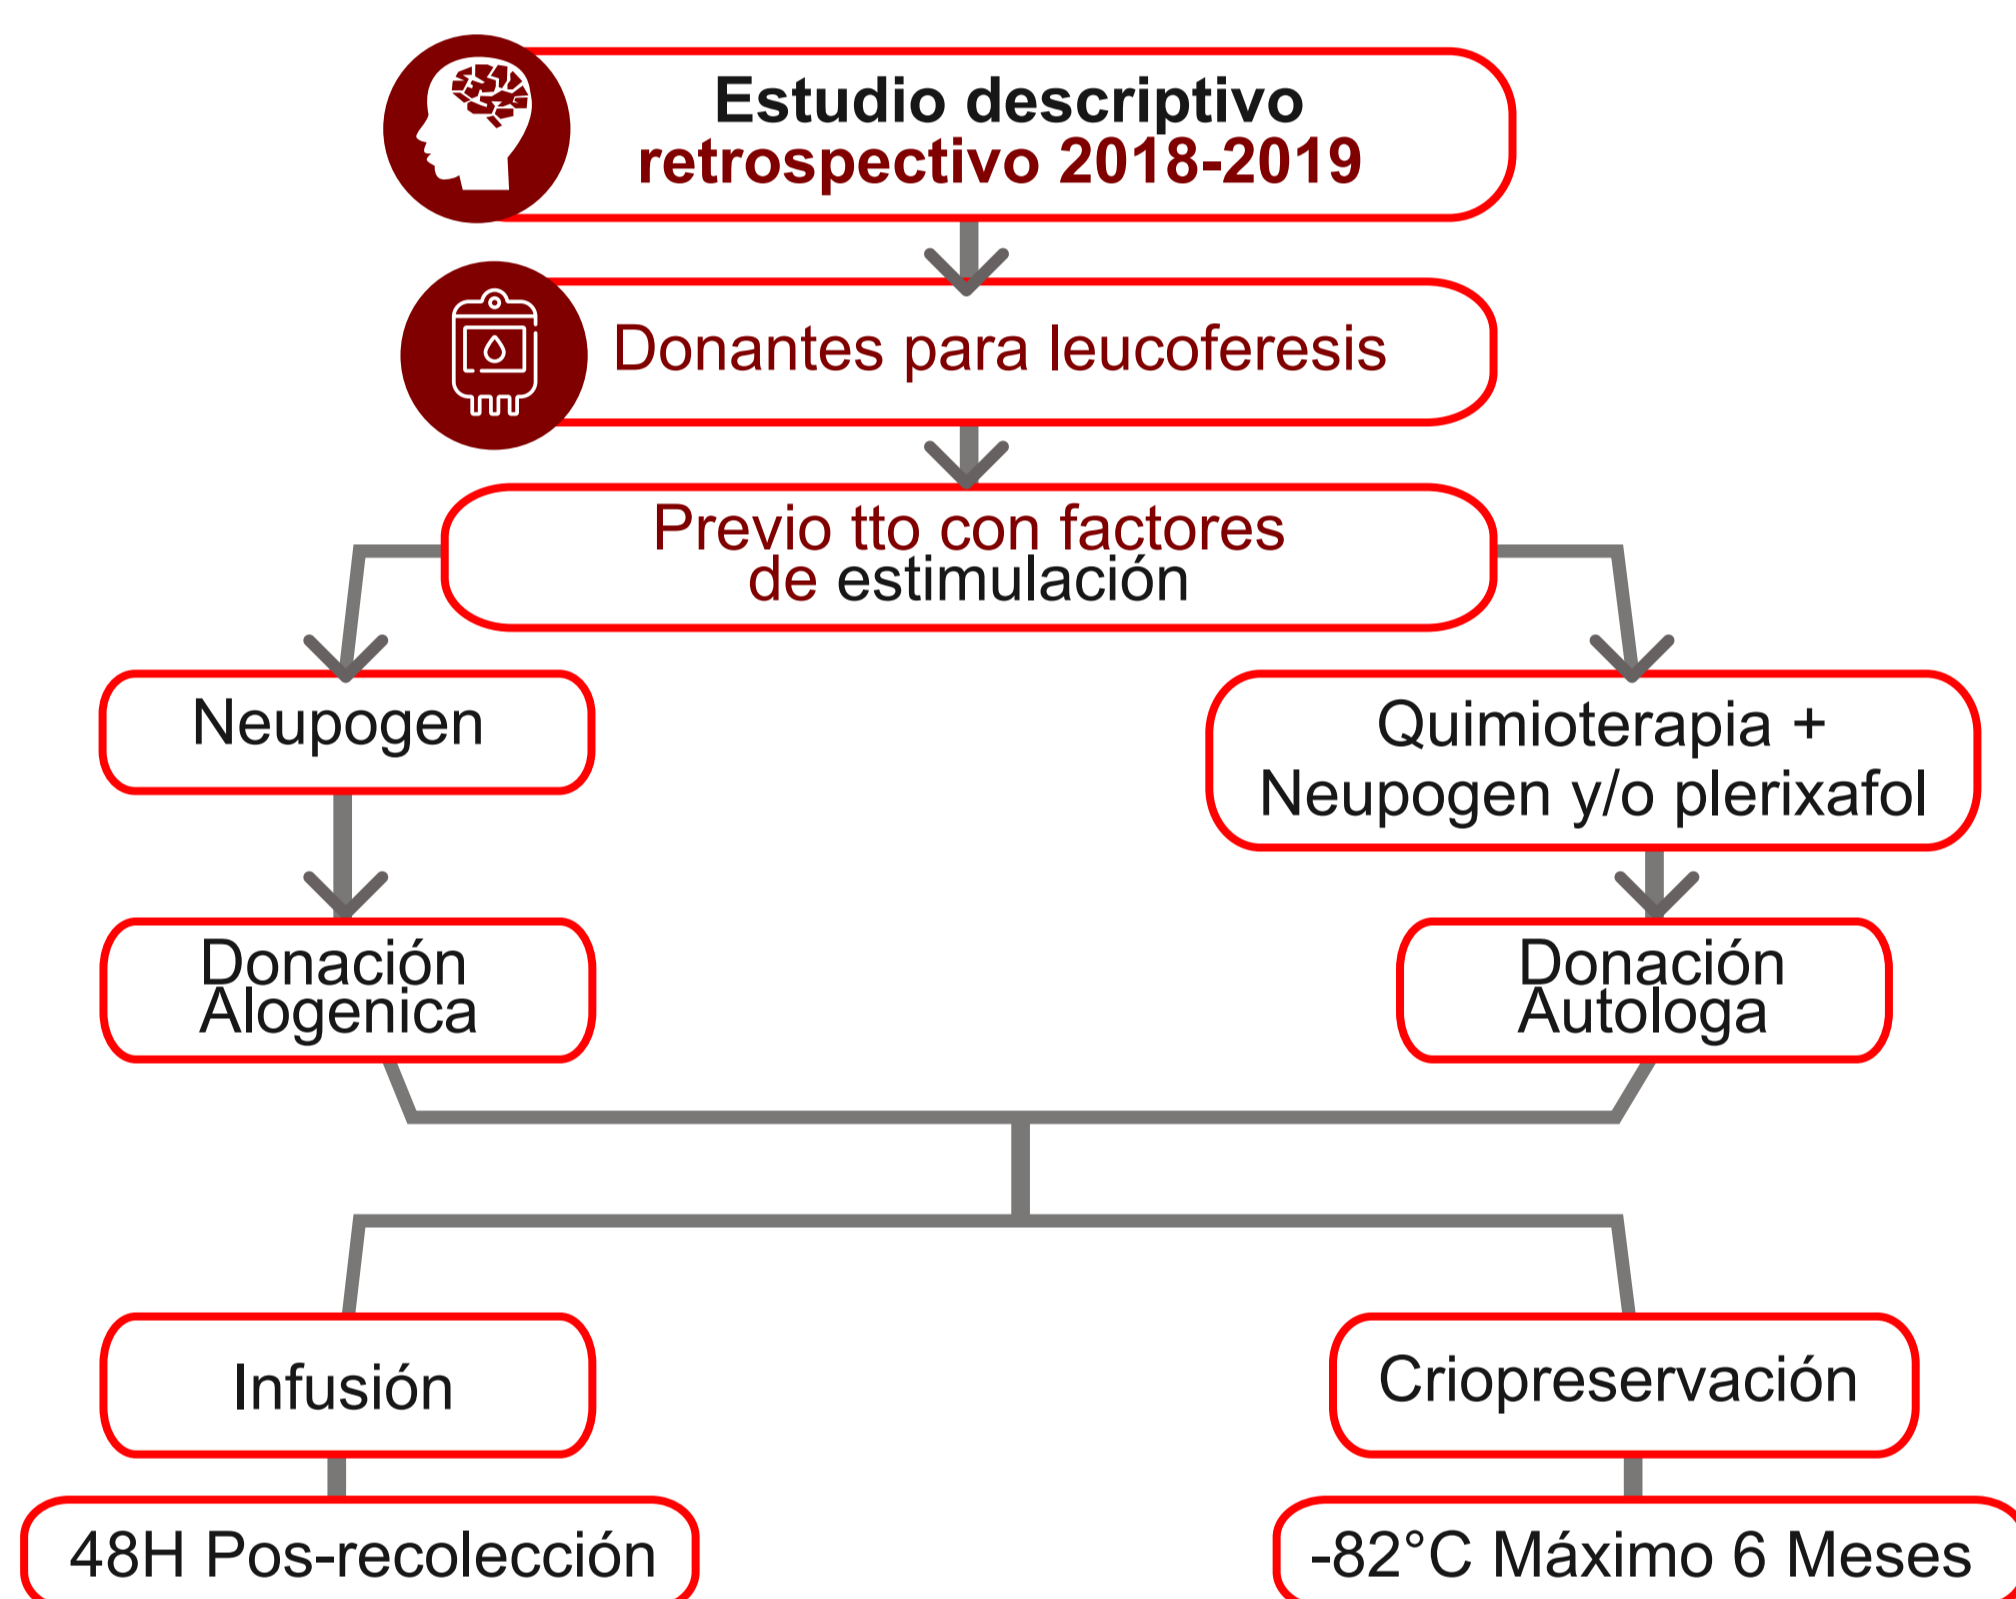 Estudio descriptivo
retrospectivo 2018-2019
Donantes para leucoferesis
Previo tto con factores
de estimulación
Neupogen
Quimioterapia +
Neupogen y/o plerixafol
Donación
Alogenica
Donación
Autologa
Infusión
Criopreservación
48H Pos-recolección
-82°C Máximo 6 Meses